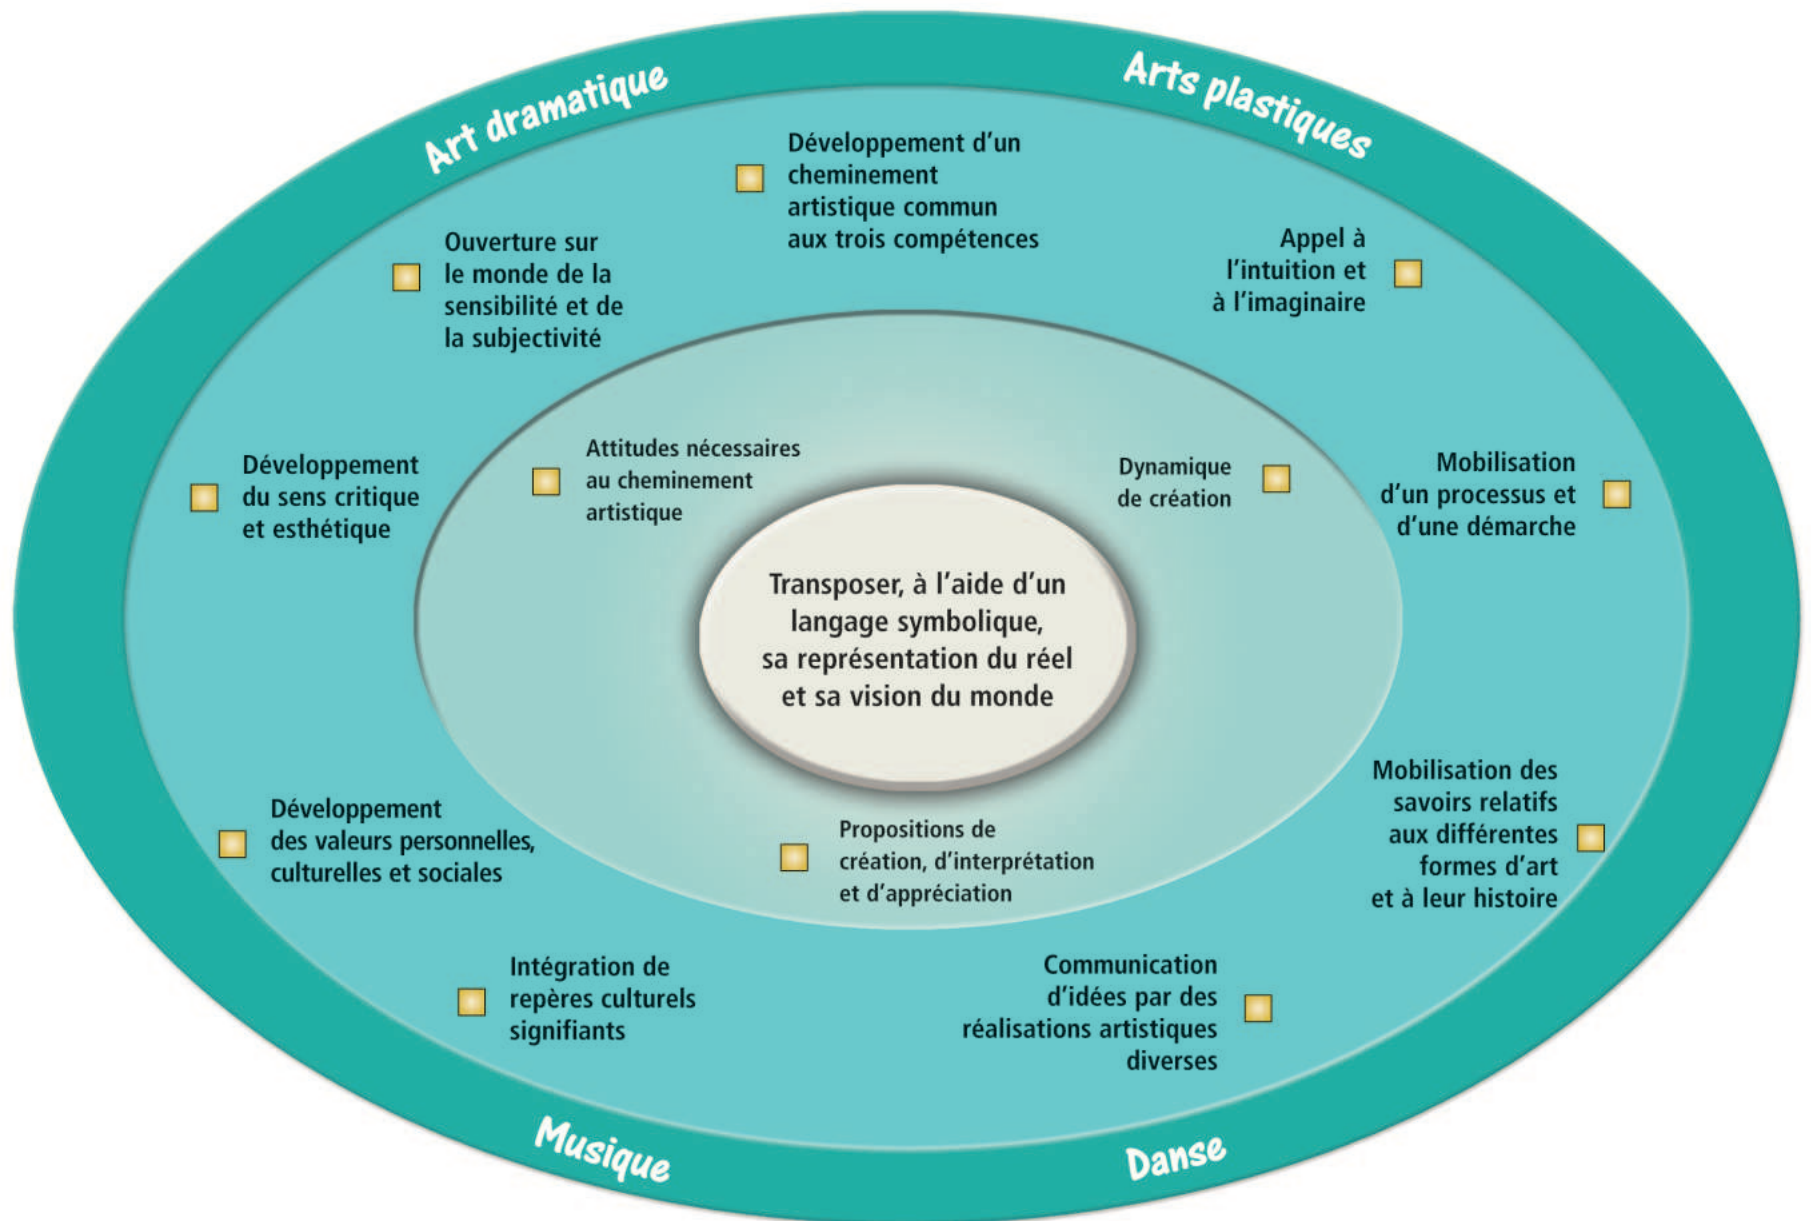 Art dramatique
Arts plastiques
Développement d'un
cheminement
artistique commun
aux trois compétences
Ouverture sur
le monde de la
sensibilité et de
la subjectivité
Appel à
l'intuition et
à l'imaginaire
Développement
du sens critique
et esthétique
Attitudes nécessaires
au cheminement
artistique
Dynamique
de création
Mobilisation
d'un processus et
d'une démarche
Transposer, à l'aide d'un
langage symbolique,
sa représentation du réel
et sa vision du monde
Développement
des valeurs personnelles,
culturelles et sociales
Propositions de
création, d'interprétation
et d'appréciation
Mobilisation des
savoirs relatifs
aux différentes
formes d'art
et à leur histoire
Intégration de
repères culturels
signifiants
Communication
d'idées par des
réalisations artistiques
diverses
Musique
Danse